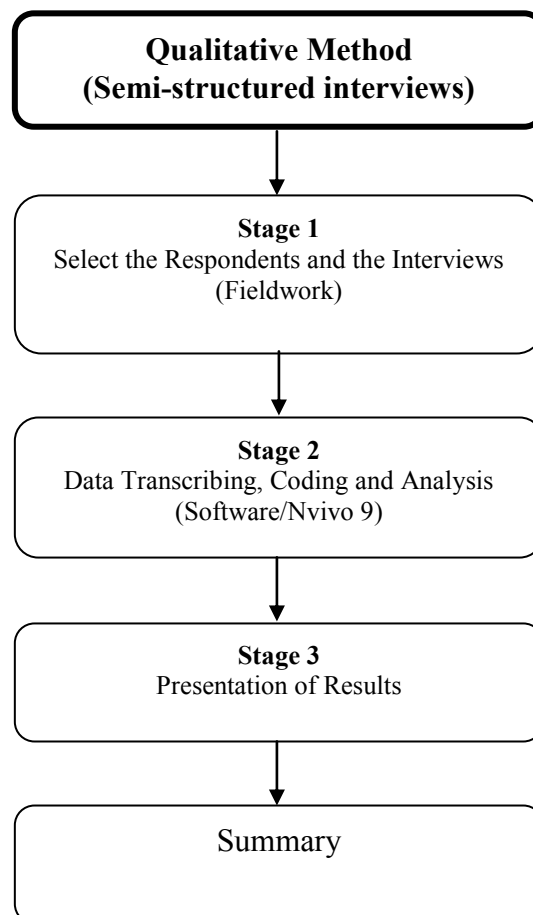 Qualitative Method
(Semi-structured interviews)
Stage 1
Select the Respondents and the Interviews
(Fieldwork)
Stage 2
Data Transcribing, Coding and Analysis
(Software/Nvivo 9)
Stage 3
Presentation of Results
Summary